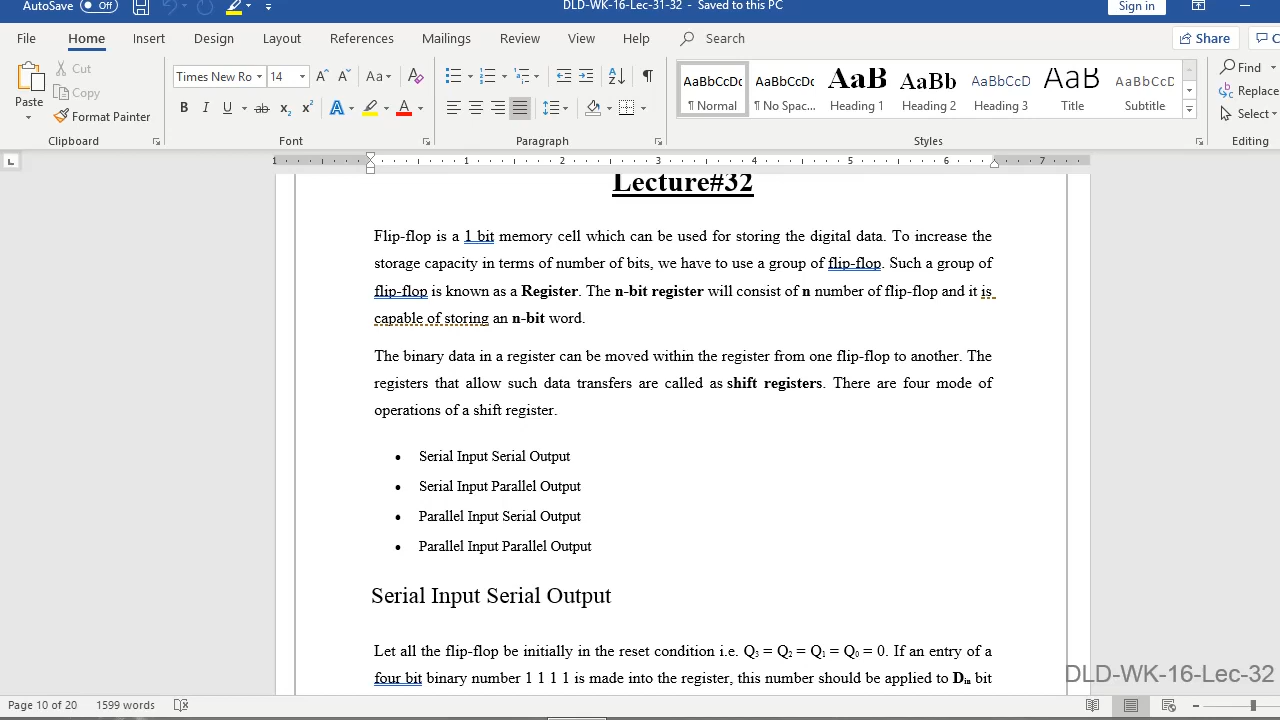 AutoSave Off DLD-WK-16-Lec-31-32 - Saved to this PC Sign in
File Home Insert Design Layout References Mailings Review View Help Search Share
Paste Cut
Copy
Format Painter
Times New Ro 14
AaBbCcDc AaBbCcDc AaB AaBb AaBbCcD AaB AaBbCcD
¶ Normal ¶ No Spac... Heading 1 Heading 2 Heading 3 Title Subtitle
Find
Replace
Select
Clipboard Font Paragraph Styles Editing
1 1 2 3 4 5 6 7
Lecture#32
Flip-flop is a 1 bit memory cell which can be used for storing the digital data. To increase the
storage capacity in terms of number of bits, we have to use a group of flip-flop. Such a group of
flip-flop is known as a Register. The n-bit register will consist of n number of flip-flop and it is
capable of storing an n-bit word.
The binary data in a register can be moved within the register from one flip-flop to another. The
registers that allow such data transfers are called as shift registers. There are four mode of
operations of a shift register.
• Serial Input Serial Output
• Serial Input Parallel Output
• Parallel Input Serial Output
• Parallel Input Parallel Output
Serial Input Serial Output
Let all the flip-flop be initially in the reset condition i.e. Q₃ = Q₂ = Q₁ = Q₀ = 0. If an entry of a
four bit binary number 1 1 1 1 is made into the register, this number should be applied to Dᵢₙ bit
DLD-WK-16-Lec-32
Page 10 of 20 1599 words